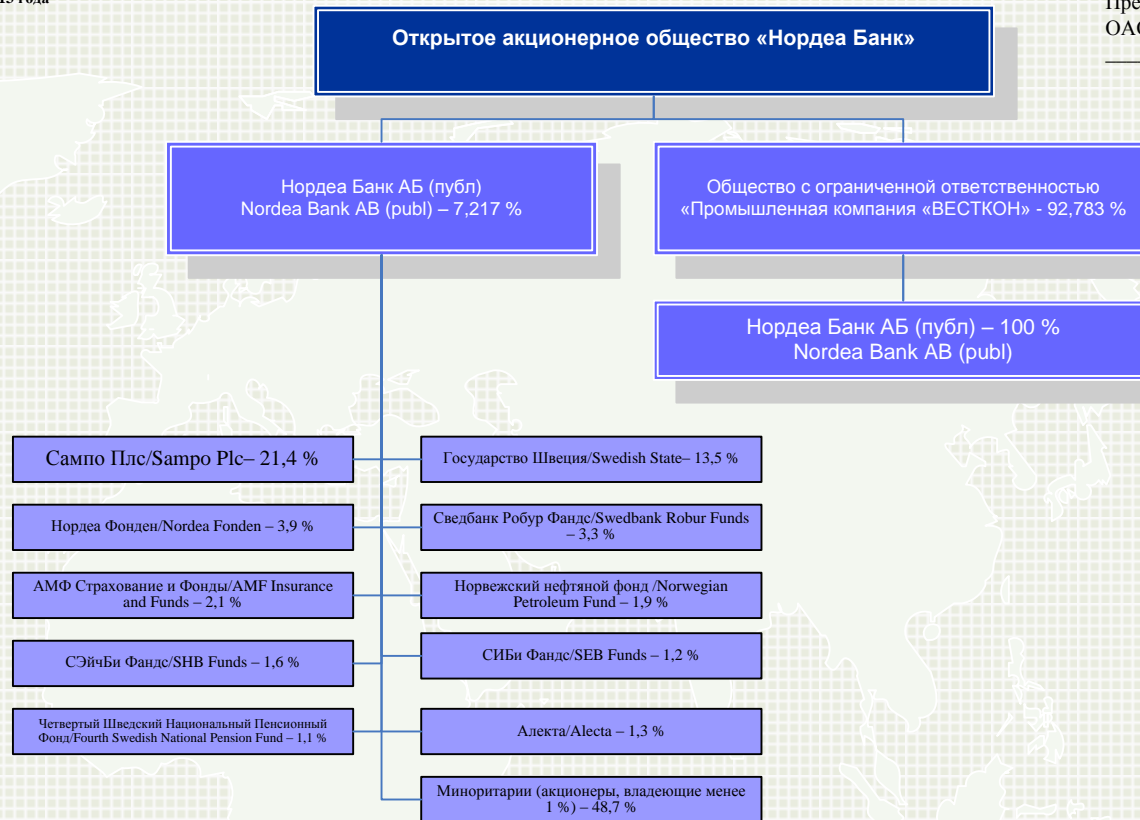 Открытое акционерное общество «Нордеа Банк»
ОАО
Нордеа Банк АБ (публ)
Nordea Bank AB (publ) – 7,217 %
Общество с ограниченной ответственностью
«Промышленная компания «ВЕСТКОН» - 92,783 %
Нордеа Банк АБ (публ) – 100 %
Nordea Bank AB (publ)
Сампо Плс/Sampo Plc– 21,4 %
Государство Швеция/Swedish State– 13,5 %
Нордеа Фонден/Nordea Fonden – 3,9 %
Сведбанк Робур Фандс/Swedbank Robur Funds
– 3,3 %
АМФ Страхование и Фонды/AMF Insurance
and Funds – 2,1 %
Норвежский нефтяной фонд /Norwegian
Petroleum Fund – 1,9 %
СЭйчБи Фандс/SHB Funds – 1,6 %
СИБи Фандс/SEB Funds – 1,2 %
Четвертый Шведский Национальный Пенсионный
Фонд/Fourth Swedish National Pension Fund – 1,1 %
Алекта/Alecta – 1,3 %
Миноритарии (акционеры, владеющие менее
1 %) – 48,7 %